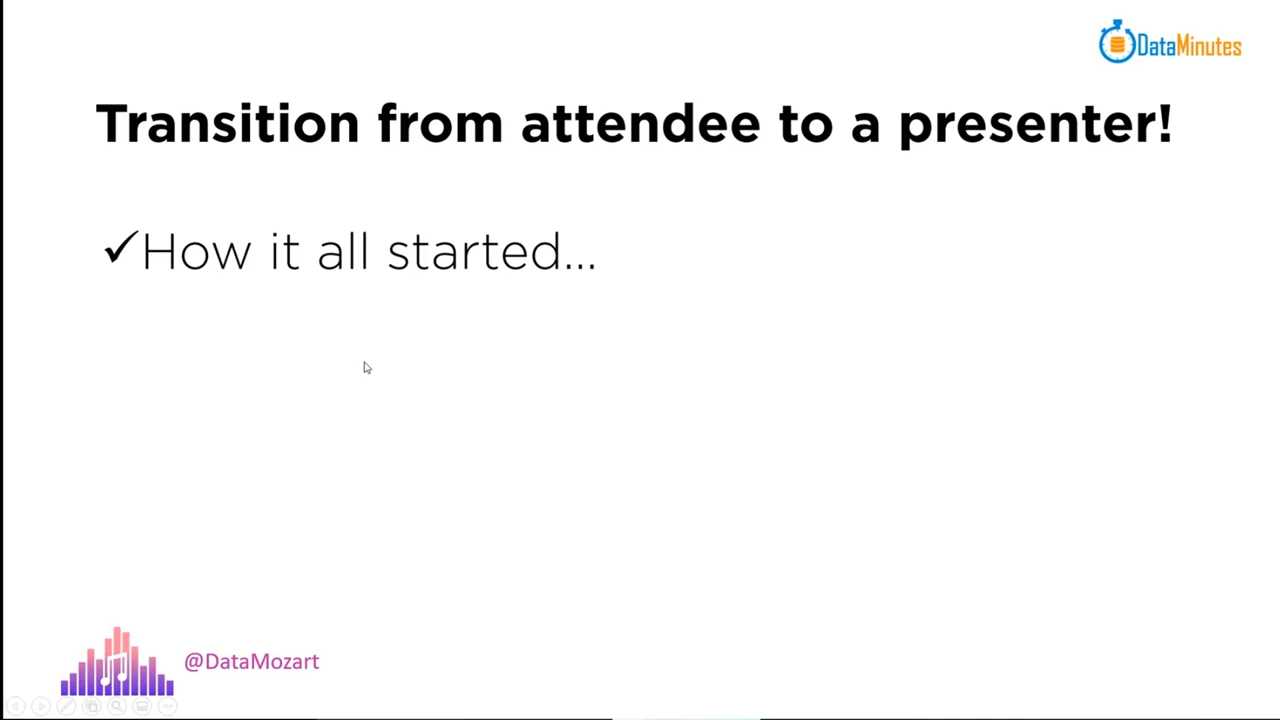 DataMinutes
Transition from attendee to a presenter!
✓How it all started...
@DataMozart